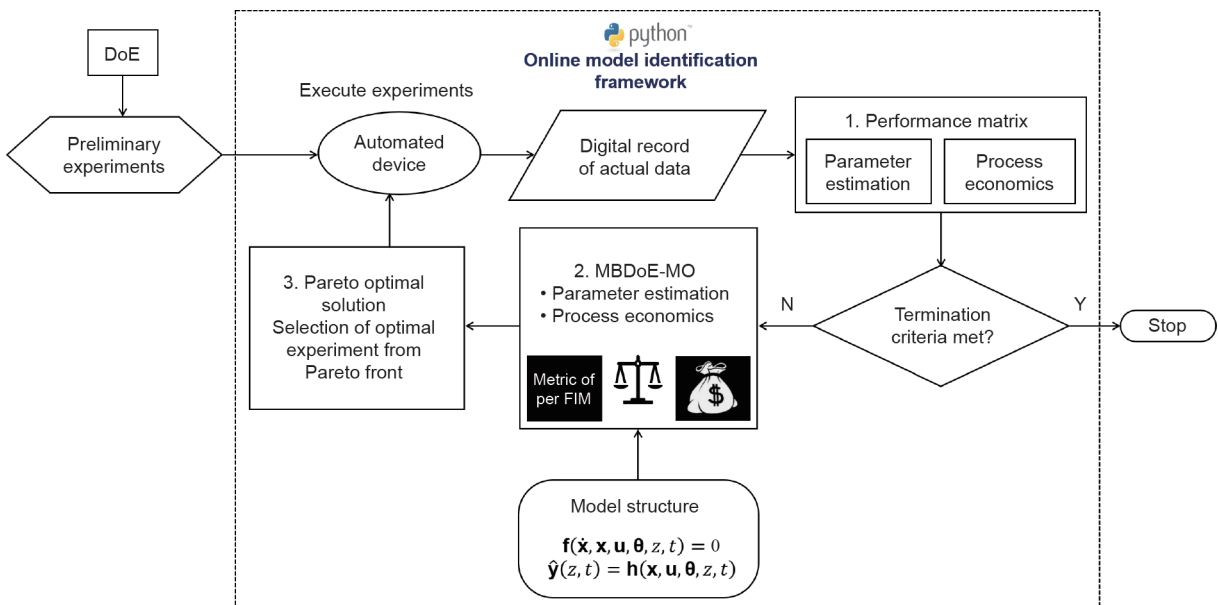 DoE
Preliminary
experiments
python™
Online model identification
framework
Execute experiments
Automated
device
Digital record
of actual data
1. Performance matrix
Parameter
estimation
Process
economics
Termination
criteria met?
N
Y
Stop
2. MBDoE-MO
• Parameter estimation
• Process economics
Metric of
per FIM
$
3. Pareto optimal
solution
Selection of optimal
experiment from
Pareto front
Model structure
f(ẋ, x, u, θ, z, t) = 0
ŷ(z, t) = h(x, u, θ, z, t)